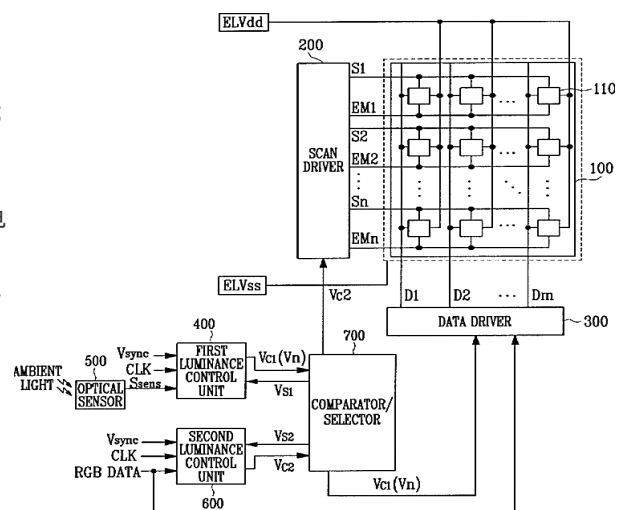 ELVdd
200
S1
110
EM1
S2
SCAN
DRIVER
EM2
100
Sn
EMn
ELVss
Vc2
D1 D2 ... Dm
DATA DRIVER
300
400
700
Vsync
CLK
500
AMBIENT
LIGHT
OPTICAL
SENSOR
Ssens
FIRST
LUMINANCE
CONTROL
UNIT
Vc1(Vn)
Vs1
COMPARATOR/
SELECTOR
Vsync
CLK
RGB DATA
SECOND
LUMINANCE
CONTROL
UNIT
Vs2
Vc2
600
Vc1(Vn)